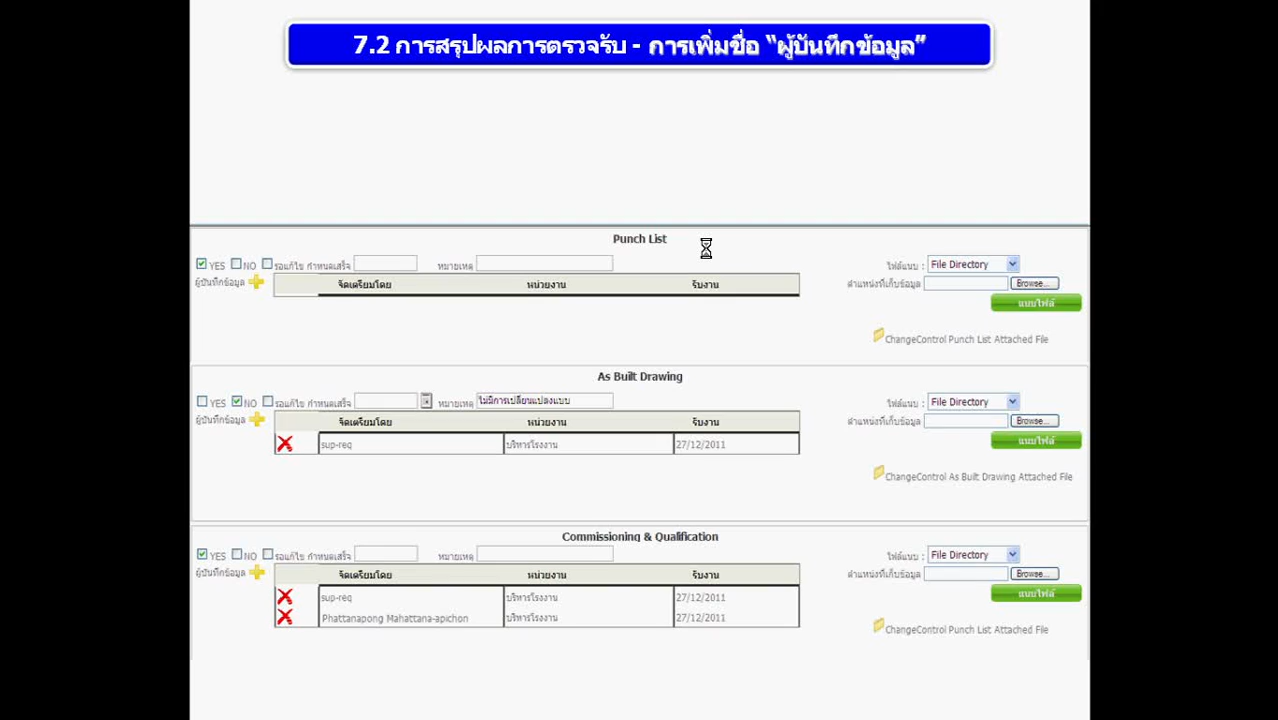 7.2 การสรุปผลการตรวจรับ - การเพิ่มชื่อ “ผู้บันทึกข้อมูล”
Punch List
YES NO รอแก้ไข กำหนดเสร็จ หมายเหตุ
ไฟล์แนบ : File Directory
ผู้บันทึกข้อมูล
จัดเตรียมโดย หน่วยงาน รับงาน
ตำแหน่งที่เก็บข้อมูล Browse...
แนบไฟล์
ChangeControl Punch List Attached File
As Built Drawing
YES NO รอแก้ไข กำหนดเสร็จ หมายเหตุ ไม่มีการเปลี่ยนแปลงแบบ
ไฟล์แนบ : File Directory
ผู้บันทึกข้อมูล
จัดเตรียมโดย หน่วยงาน รับงาน
ตำแหน่งที่เก็บข้อมูล Browse...
sup-req บริหารโรงงาน 27/12/2011
แนบไฟล์
ChangeControl As Built Drawing Attached File
Commissioning & Qualification
YES NO รอแก้ไข กำหนดเสร็จ หมายเหตุ
ไฟล์แนบ : File Directory
ผู้บันทึกข้อมูล
จัดเตรียมโดย หน่วยงาน รับงาน
ตำแหน่งที่เก็บข้อมูล Browse...
sup-req บริหารโรงงาน 27/12/2011
แนบไฟล์
Phattanapong Mahattana-apichon บริหารโรงงาน 27/12/2011
ChangeControl Punch List Attached File